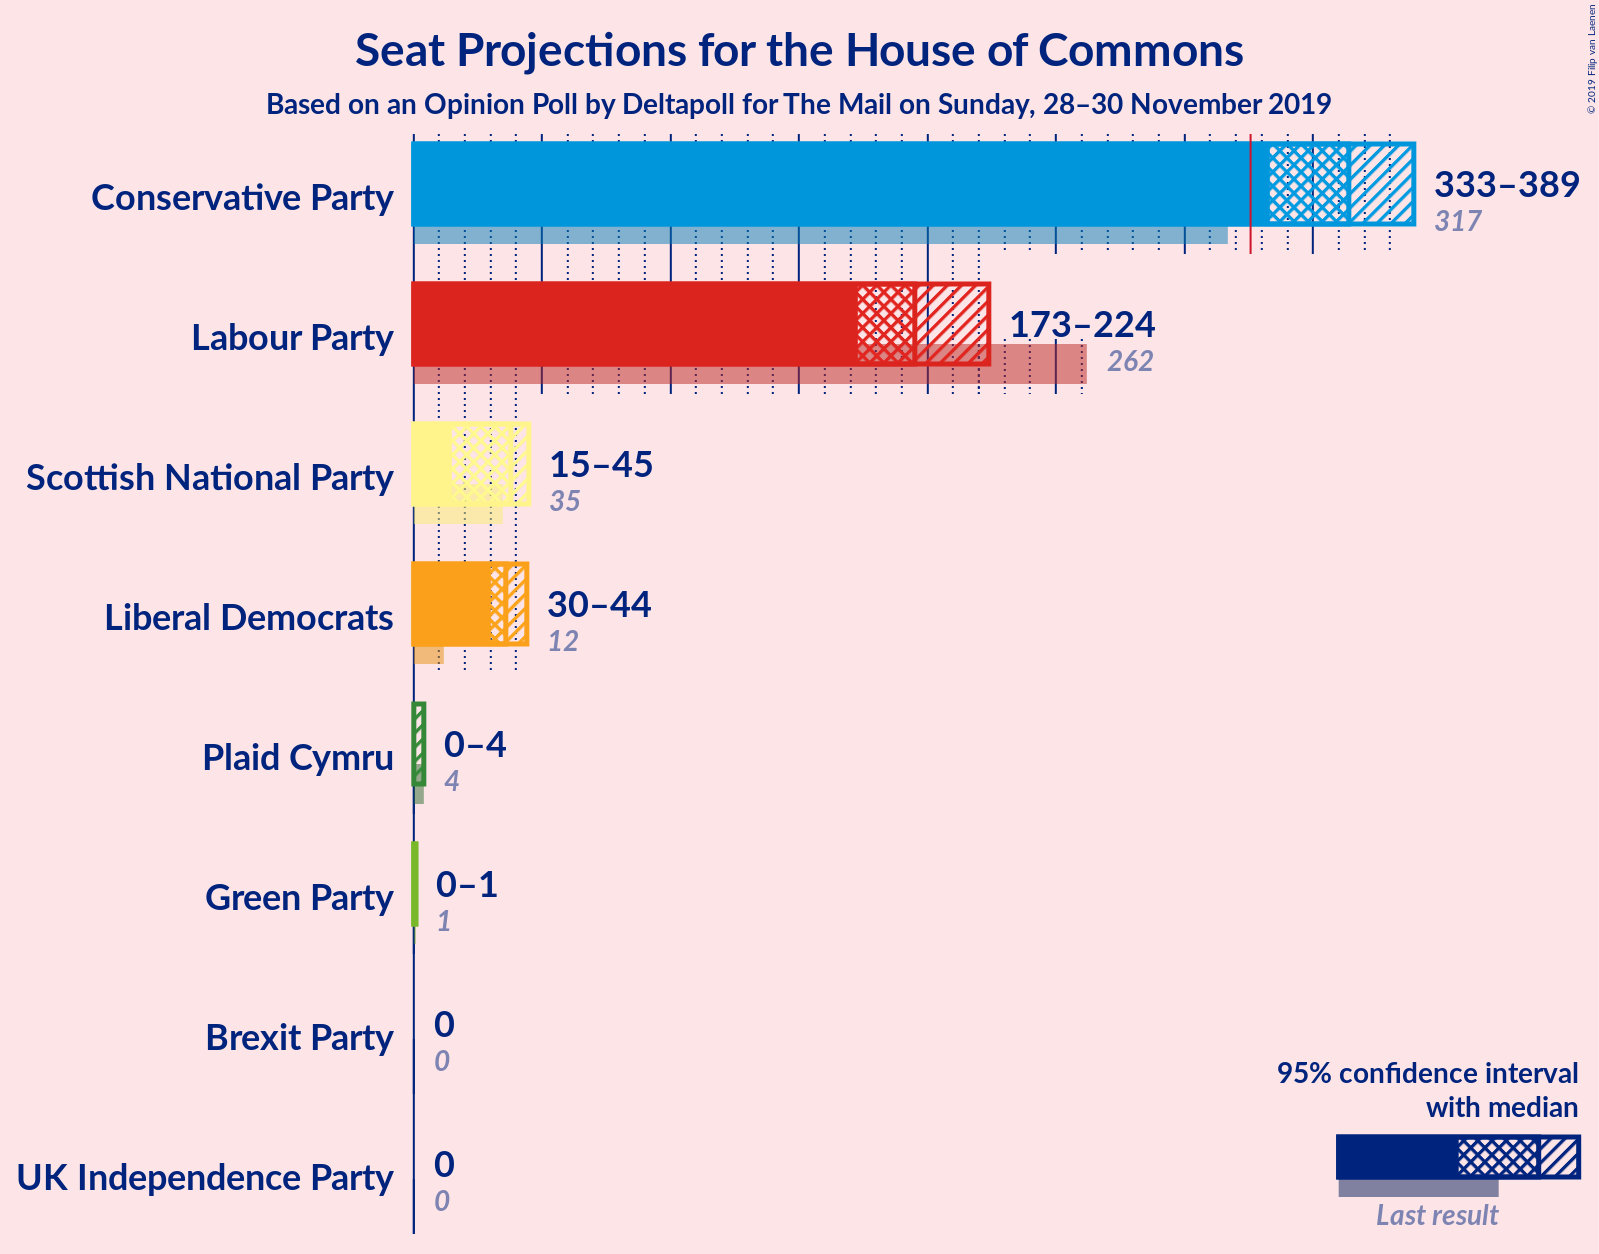 Seat Projections for the House of Commons
Based on an Opinion Poll by Deltapoll for The Mail on Sunday, 28–30 November 2019
© 2019 Filip van Laenen
Conservative Party
333–389
317
Labour Party
173–224
262
Scottish National Party
15–45
35
Liberal Democrats
30–44
12
Plaid Cymru
0–4
4
Green Party
0–1
1
Brexit Party
0
0
UK Independence Party
0
0
95% confidence interval
with median
Last result